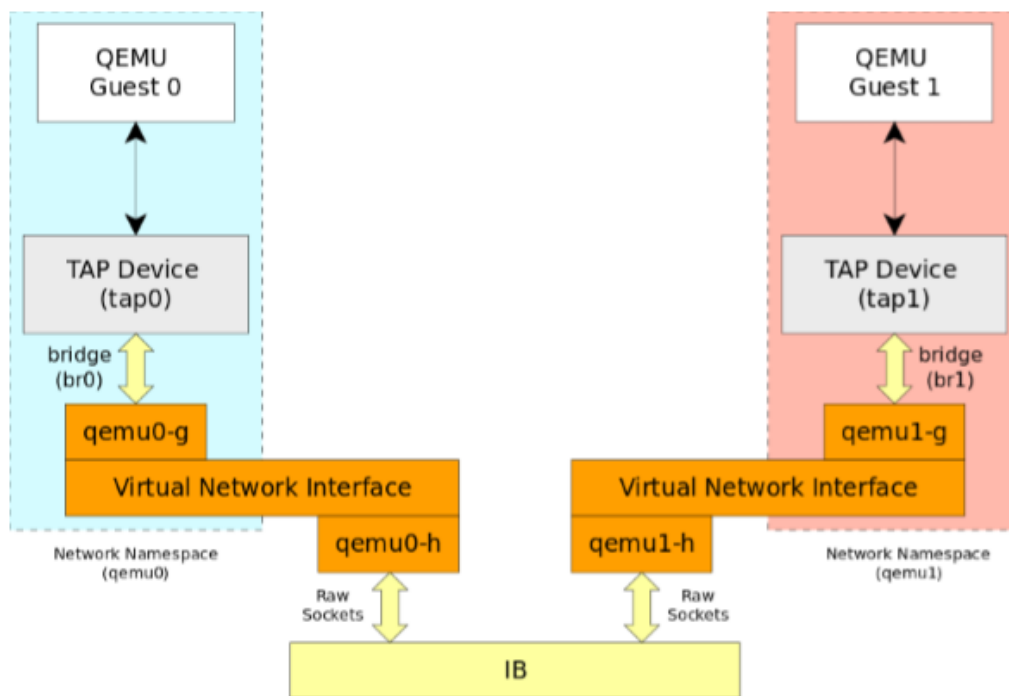 QEMU
Guest 0
QEMU
Guest 1
TAP Device
(tap0)
TAP Device
(tap1)
bridge
(br0)
bridge
(br1)
qemu0-g
qemu1-g
Virtual Network Interface
Virtual Network Interface
qemu0-h
qemu1-h
Network Namespace
(qemu0)
Network Namespace
(qemu1)
Raw
Sockets
Raw
Sockets
IB